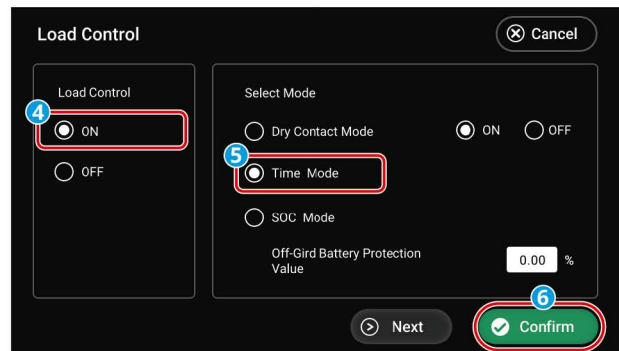 Load Control
Cancel
Load Control
4
ON
OFF
Select Mode
Dry Contact Mode
ON
OFF
5
Time Mode
SOC Mode
Off-Gird Battery Protection
Value
0.00 %
6
Next
Confirm